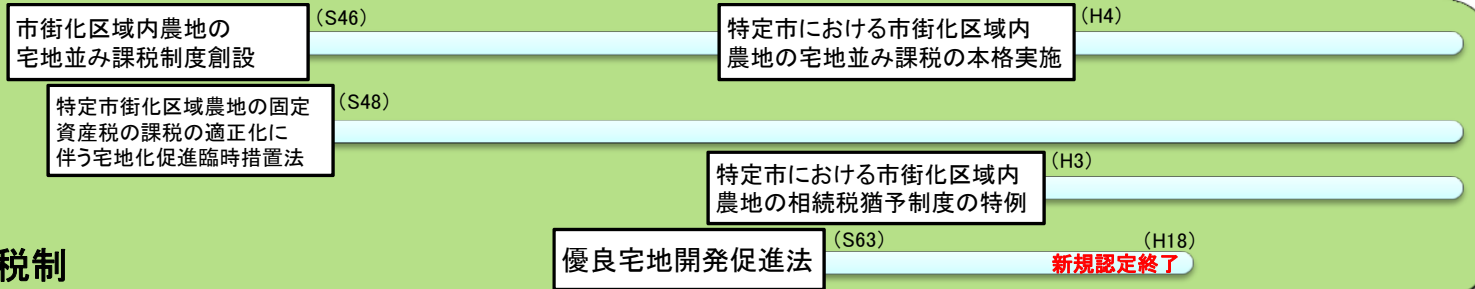 市街化区域内農地の
宅地並み課税制度創設
(S46)
特定市における市街化区域内
農地の宅地並み課税の本格実施
(H4)
特定市街化区域農地の固定
資産税の課税の適正化に
伴う宅地化促進臨時措置法
(S48)
特定市における市街化区域内
農地の相続税猶予制度の特例
(H3)
優良宅地開発促進法
(S63)
(H18)
新規認定終了
税制